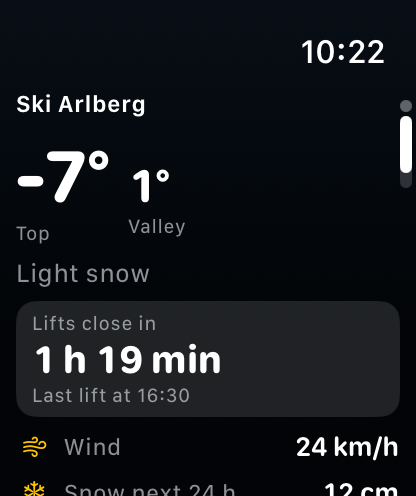 10:22
Ski Arlberg
-7° 1°
Top Valley
Light snow
Lifts close in
1 h 19 min
Last lift at 16:30
Wind 24 km/h
Snow next 24 h 12 cm